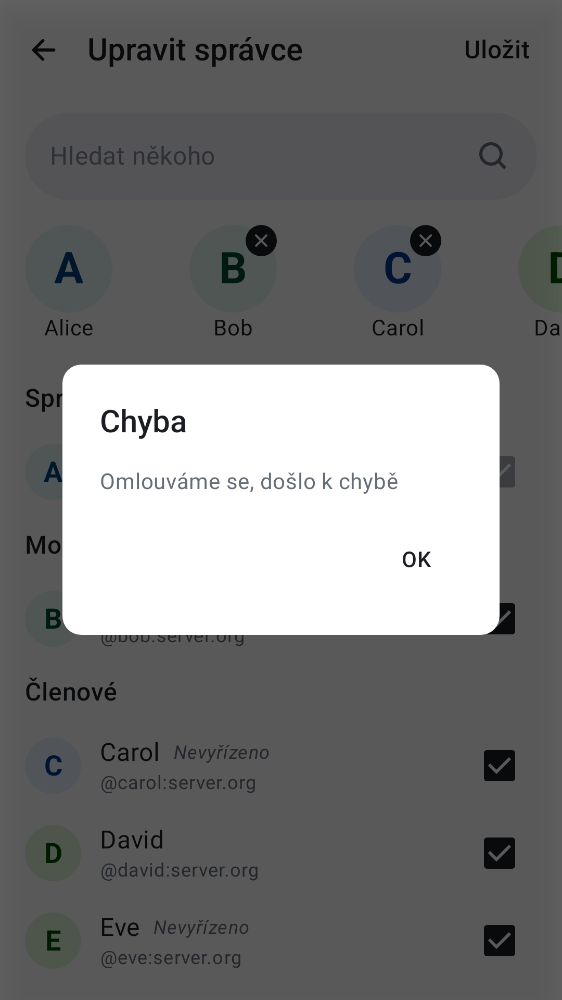 Upravit správce
Uložit
Hledat někoho
A
B
C
D
Alice
Bob
Carol
Da
Spr
A
Chyba
Omlouváme se, došlo k chybě
OK
Mo
B
@bob:server.org
Členové
C
Carol Nevyřízeno
@carol:server.org
D
David
@david:server.org
E
Eve Nevyřízeno
@eve:server.org